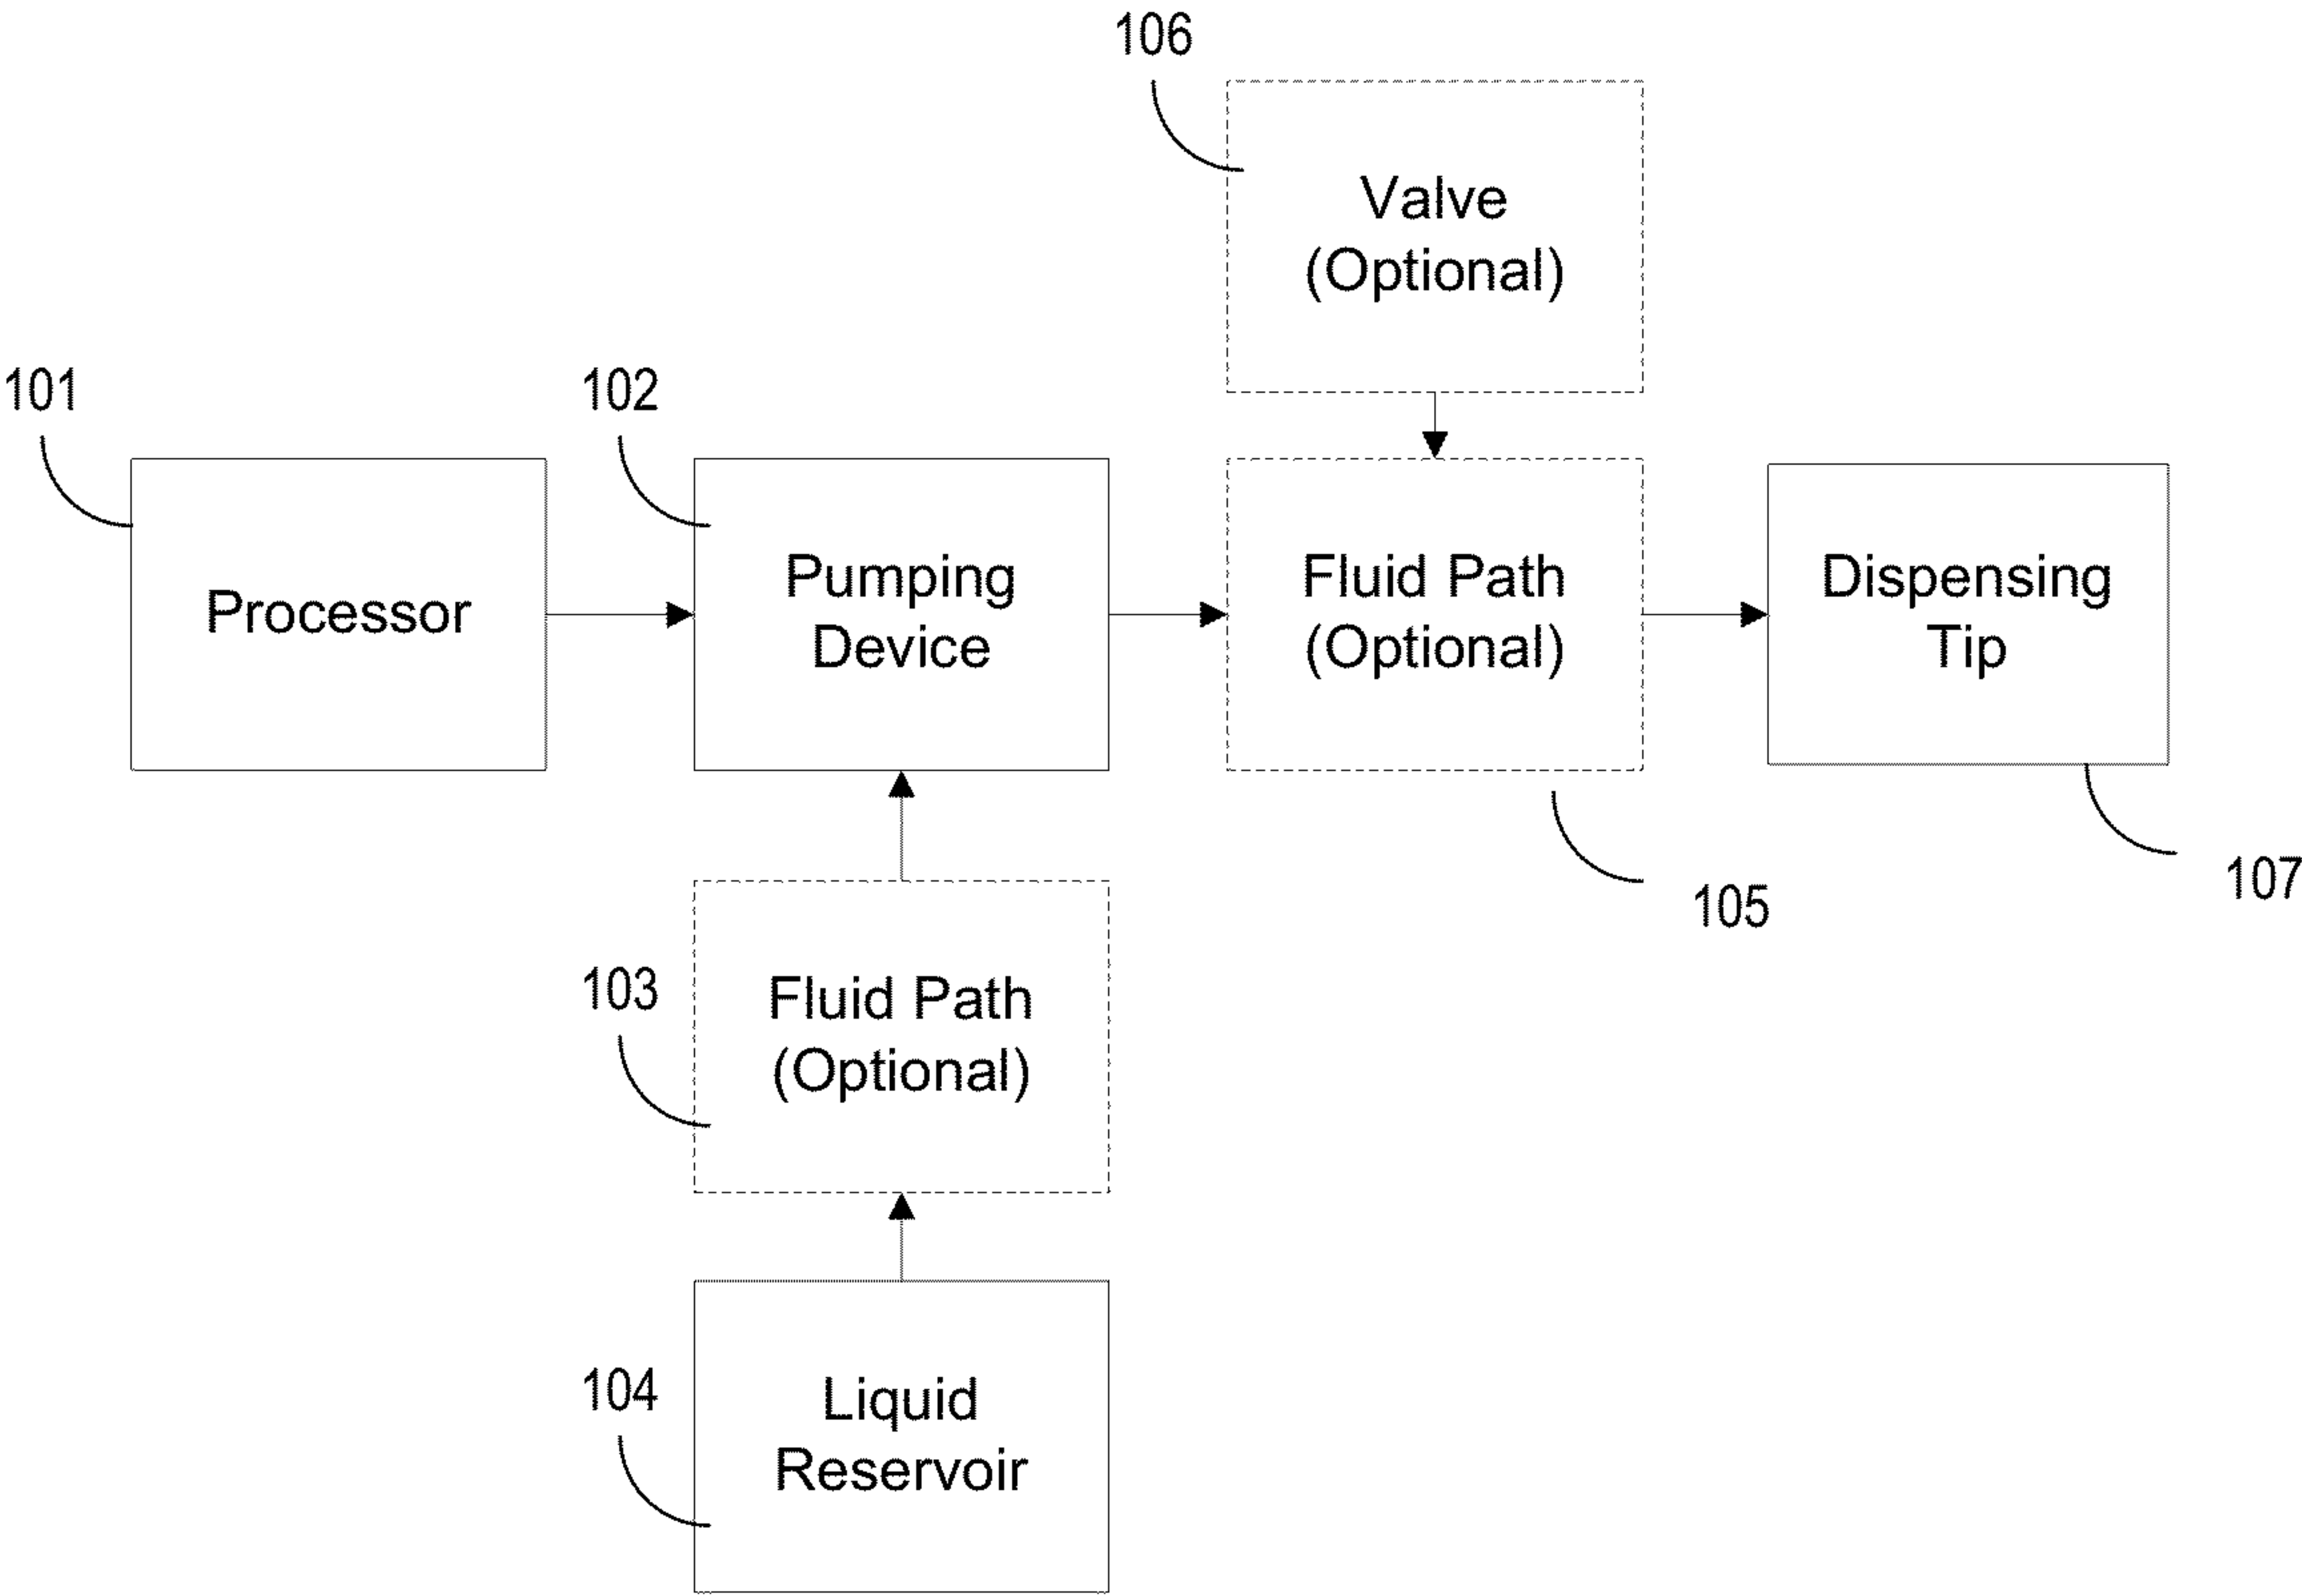 106
Valve
(Optional)
101
102
Processor
Pumping
Device
Fluid Path
(Optional)
Dispensing
Tip
105
107
103
Fluid Path
(Optional)
104
Liquid
Reservoir